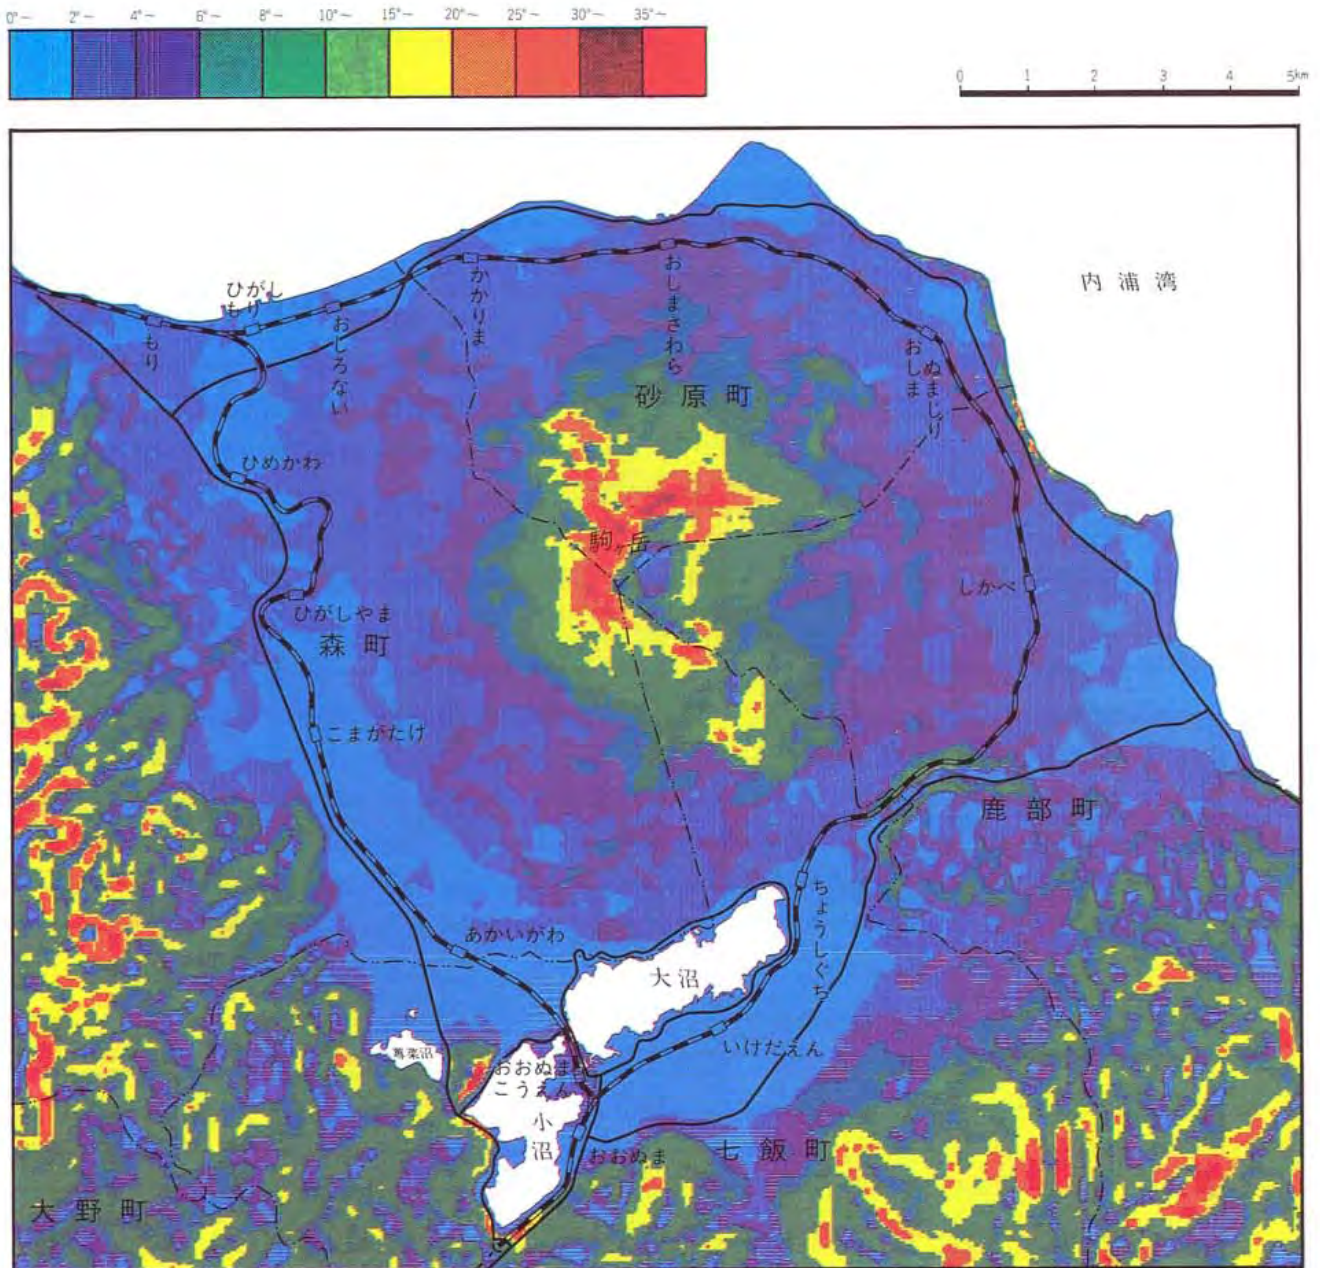 0°~ 2°~ 4°~ 6°~ 8°~ 10°~ 15°~ 20°~ 25°~ 30°~ 35°~
0 1 2 3 4 5km
内浦湾
ひがし
もり
もり
おしろない
かかりま
おしまさわら
おしま
ぬまじり
砂原町
ひめかわ
駒ヶ岳
しかべ
ひがしやま
森町
こまがたけ
鹿部町
ちょうしぐち
あかいがわ
大沼
いけだえん
蓴菜沼
おおぬま
こうえん
小沼
おおぬま
七飯町
大野町